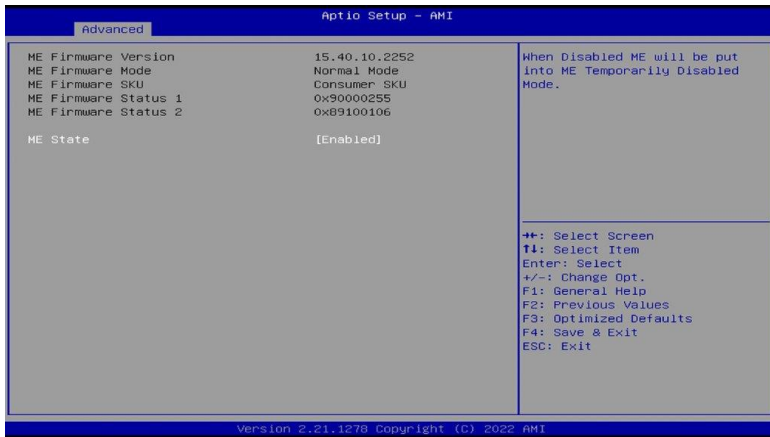 Aptio Setup - AMI
Advanced
ME Firmware Version 15.40.10.2252
ME Firmware Mode Normal Mode
ME Firmware SKU Consumer SKU
ME Firmware Status 1 0x90000255
ME Firmware Status 2 0x89100106
ME State [Enabled]
When Disabled ME will be put
into ME Temporarily Disabled
Mode.
→←: Select Screen
↑↓: Select Item
Enter: Select
+/-: Change Opt.
F1: General Help
F2: Previous Values
F3: Optimized Defaults
F4: Save & Exit
ESC: Exit
Version 2.21.1278 Copyright (C) 2022 AMI